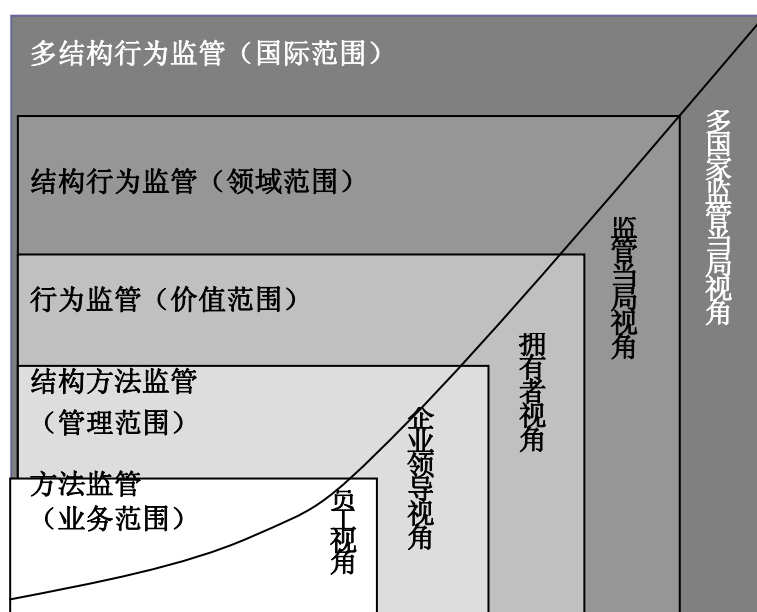 多结构行为监管（国际范围）
结构行为监管（领域范围）
行为监管（价值范围）
结构方法监管
（管理范围）
方法监管
（业务范围）
员工视角
企业领导视角
拥有者视角
监管当局视角
多国家监管当局视角